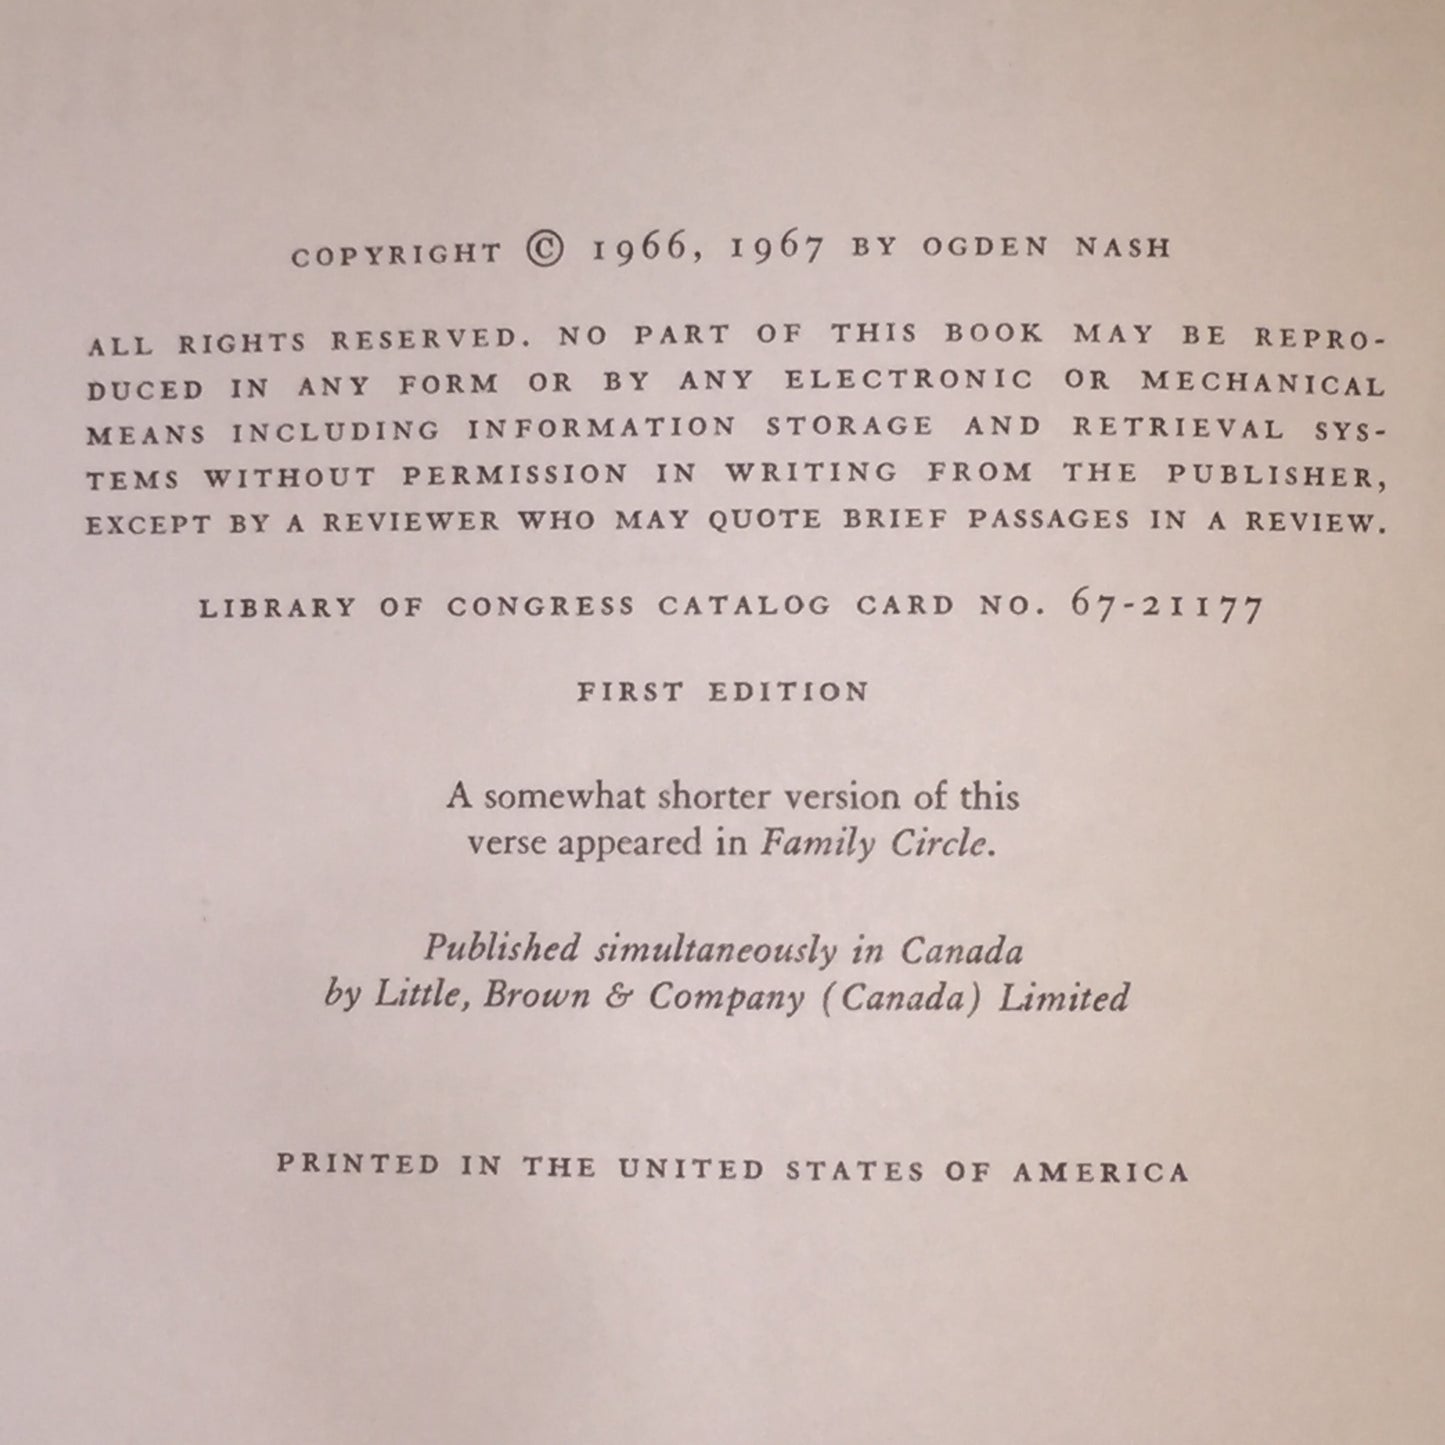 COPYRIGHT © 1966, 1967 BY OGDEN NASH
ALL RIGHTS RESERVED. NO PART OF THIS BOOK MAY BE REPRO-
DUCED IN ANY FORM OR BY ANY ELECTRONIC OR MECHANICAL
MEANS INCLUDING INFORMATION STORAGE AND RETRIEVAL SYS-
TEMS WITHOUT PERMISSION IN WRITING FROM THE PUBLISHER,
EXCEPT BY A REVIEWER WHO MAY QUOTE BRIEF PASSAGES IN A REVIEW.
LIBRARY OF CONGRESS CATALOG CARD NO. 67-21177
FIRST EDITION
A somewhat shorter version of this
verse appeared in Family Circle.
Published simultaneously in Canada
by Little, Brown & Company (Canada) Limited
PRINTED IN THE UNITED STATES OF AMERICA